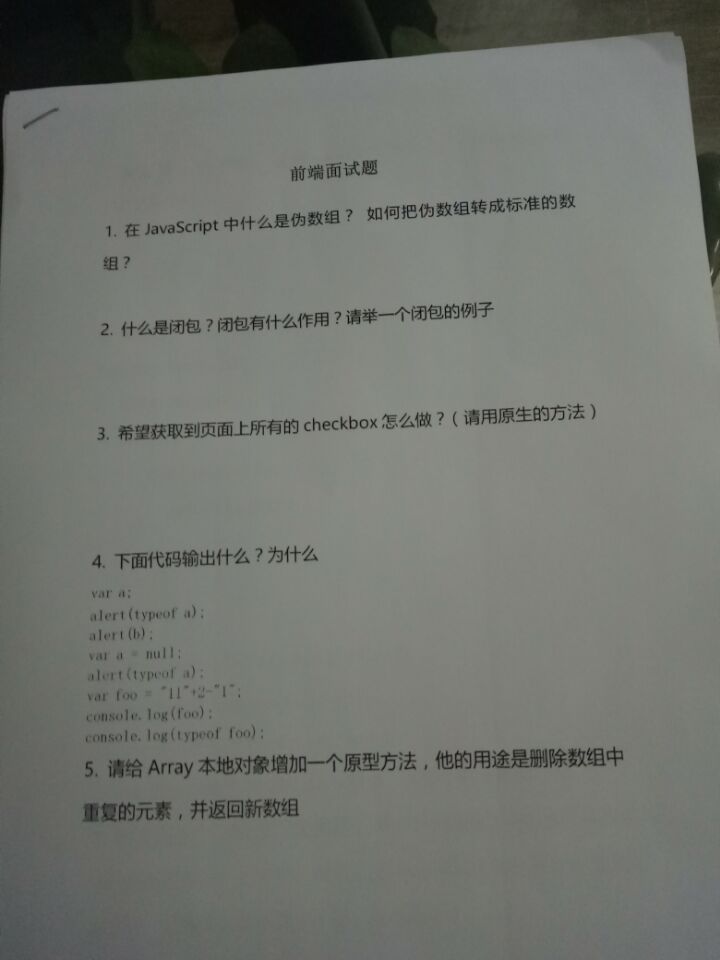 前端面试题
1. 在 JavaScript 中什么是伪数组？ 如何把伪数组转成标准的数
组？
2. 什么是闭包？闭包有什么作用？请举一个闭包的例子
3. 希望获取到页面上所有的 checkbox 怎么做？（请用原生的方法）
4. 下面代码输出什么？为什么
var a;
alert(typeof a);
alert(b);
var a = null;
alert(typeof a);
var foo = "11"+2-"1";
console.log(foo);
console.log(typeof foo);
5. 请给 Array 本地对象增加一个原型方法，他的用途是删除数组中
重复的元素，并返回新数组